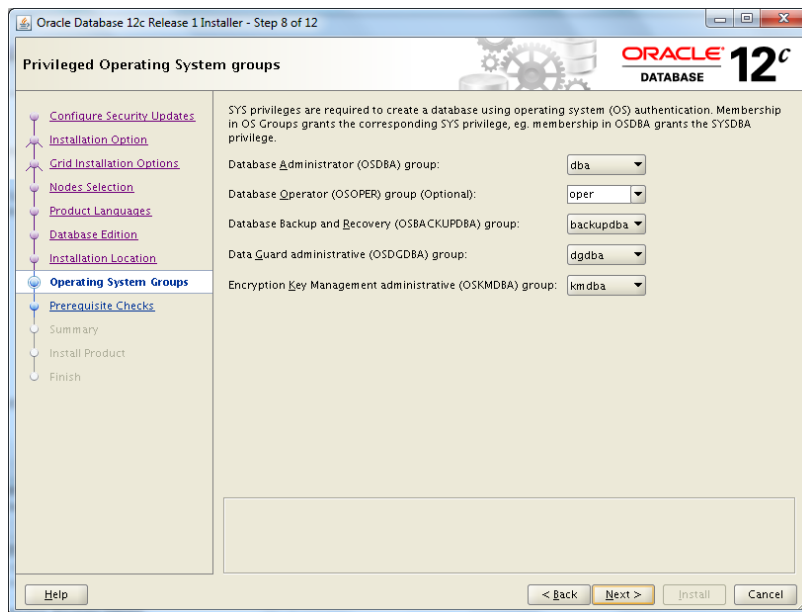 Oracle Database 12c Release 1 Installer - Step 8 of 12
Privileged Operating System groups
ORACLE
DATABASE
12c
Configure Security Updates
Installation Option
Grid Installation Options
Nodes Selection
Product Languages
Database Edition
Installation Location
Operating System Groups
Prerequisite Checks
Summary
Install Product
Finish
SYS privileges are required to create a database using operating system (OS) authentication. Membership
in OS Groups grants the corresponding SYS privilege, eg. membership in OSDBA grants the SYSDBA
privilege.
Database Administrator (OSDBA) group: dba
Database Operator (OSOPER) group (Optional): oper
Database Backup and Recovery (OSBACKUPDBA) group: backupdba
Data Guard administrative (OSDGDBA) group: dgdba
Encryption Key Management administrative (OSKMDBA) group: kmdba
Help
< Back
Next >
Install
Cancel